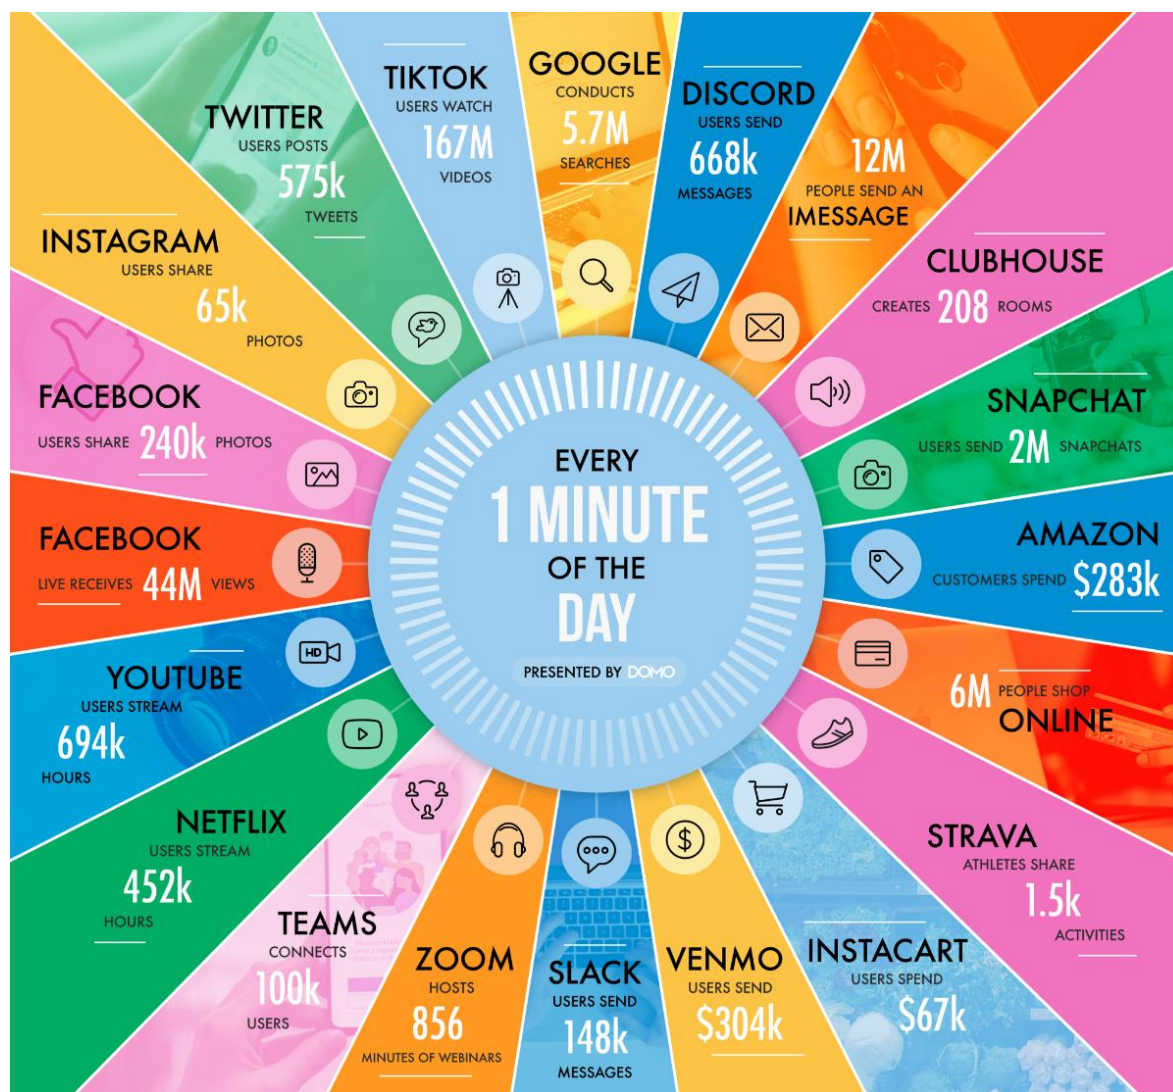 EVERY
1 MINUTE
OF THE
DAY
PRESENTED BY DOMO
GOOGLE
CONDUCTS
5.7M
SEARCHES
DISCORD
USERS SEND
668k
MESSAGES
12M
PEOPLE SEND AN
IMESSAGE
CLUBHOUSE
CREATES 208 ROOMS
SNAPCHAT
USERS SEND 2M SNAPCHATS
AMAZON
CUSTOMERS SPEND $283k
6M PEOPLE SHOP
ONLINE
STRAVA
ATHLETES SHARE
1.5k
ACTIVITIES
INSTACART
USERS SPEND
$67k
VENMO
USERS SEND
$304k
SLACK
USERS SEND
148k
MESSAGES
ZOOM
HOSTS
856
MINUTES OF WEBINARS
TEAMS
CONNECTS
100k
USERS
NETFLIX
USERS STREAM
452k
HOURS
YOUTUBE
USERS STREAM
694k
HOURS
HD
FACEBOOK
LIVE RECEIVES 44M VIEWS
FACEBOOK
USERS SHARE 240k PHOTOS
INSTAGRAM
USERS SHARE
65k
PHOTOS
TWITTER
USERS POSTS
575k
TWEETS
TIKTOK
USERS WATCH
167M
VIDEOS